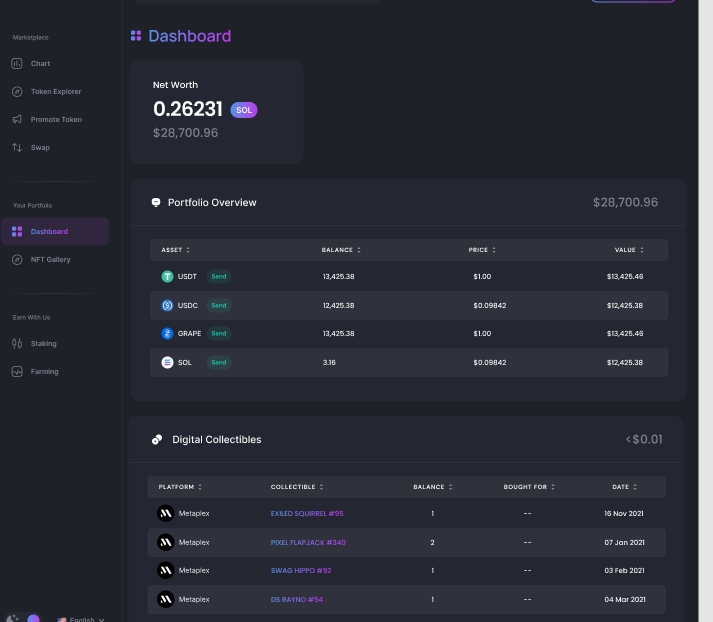 Dashboard
Marketplace
Chart
Token Explorer
Promote Token
Swap
Your Portfolio
Dashboard
NFT Gallery
Earn With Us
Staking
Farming
English
Net Worth
0.26231 SOL
$28,700.96
Portfolio Overview $28,700.96
ASSET BALANCE PRICE VALUE
USDT Send 13,425.38 $1.00 $13,425.46
USDC Send 12,425.38 $0.09842 $12,425.38
GRAPE Send 13,425.38 $1.00 $13,425.46
SOL Send 3.16 $0.09842 $12,425.38
Digital Collectibles <$0.01
PLATFORM COLLECTIBLE BALANCE BOUGHT FOR DATE
Metaplex EXILED SQUIRREL #95 1 -- 16 Nov 2021
Metaplex PIXEL FLAPJACK #340 2 -- 07 Jan 2021
Metaplex SWAG HIPPO #92 1 -- 03 Feb 2021
Metaplex DS RAYNO #54 1 -- 04 Mar 2021